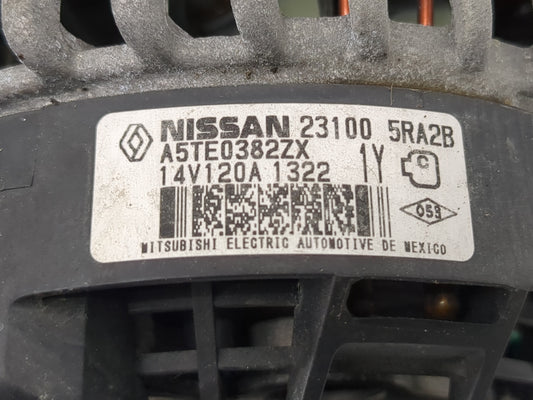 NISSAN 23100 5RA2B
A5TE0382ZX 1Y
14V120A 1322
053
MITSUBISHI ELECTRIC AUTOMOTIVE DE MEXICO